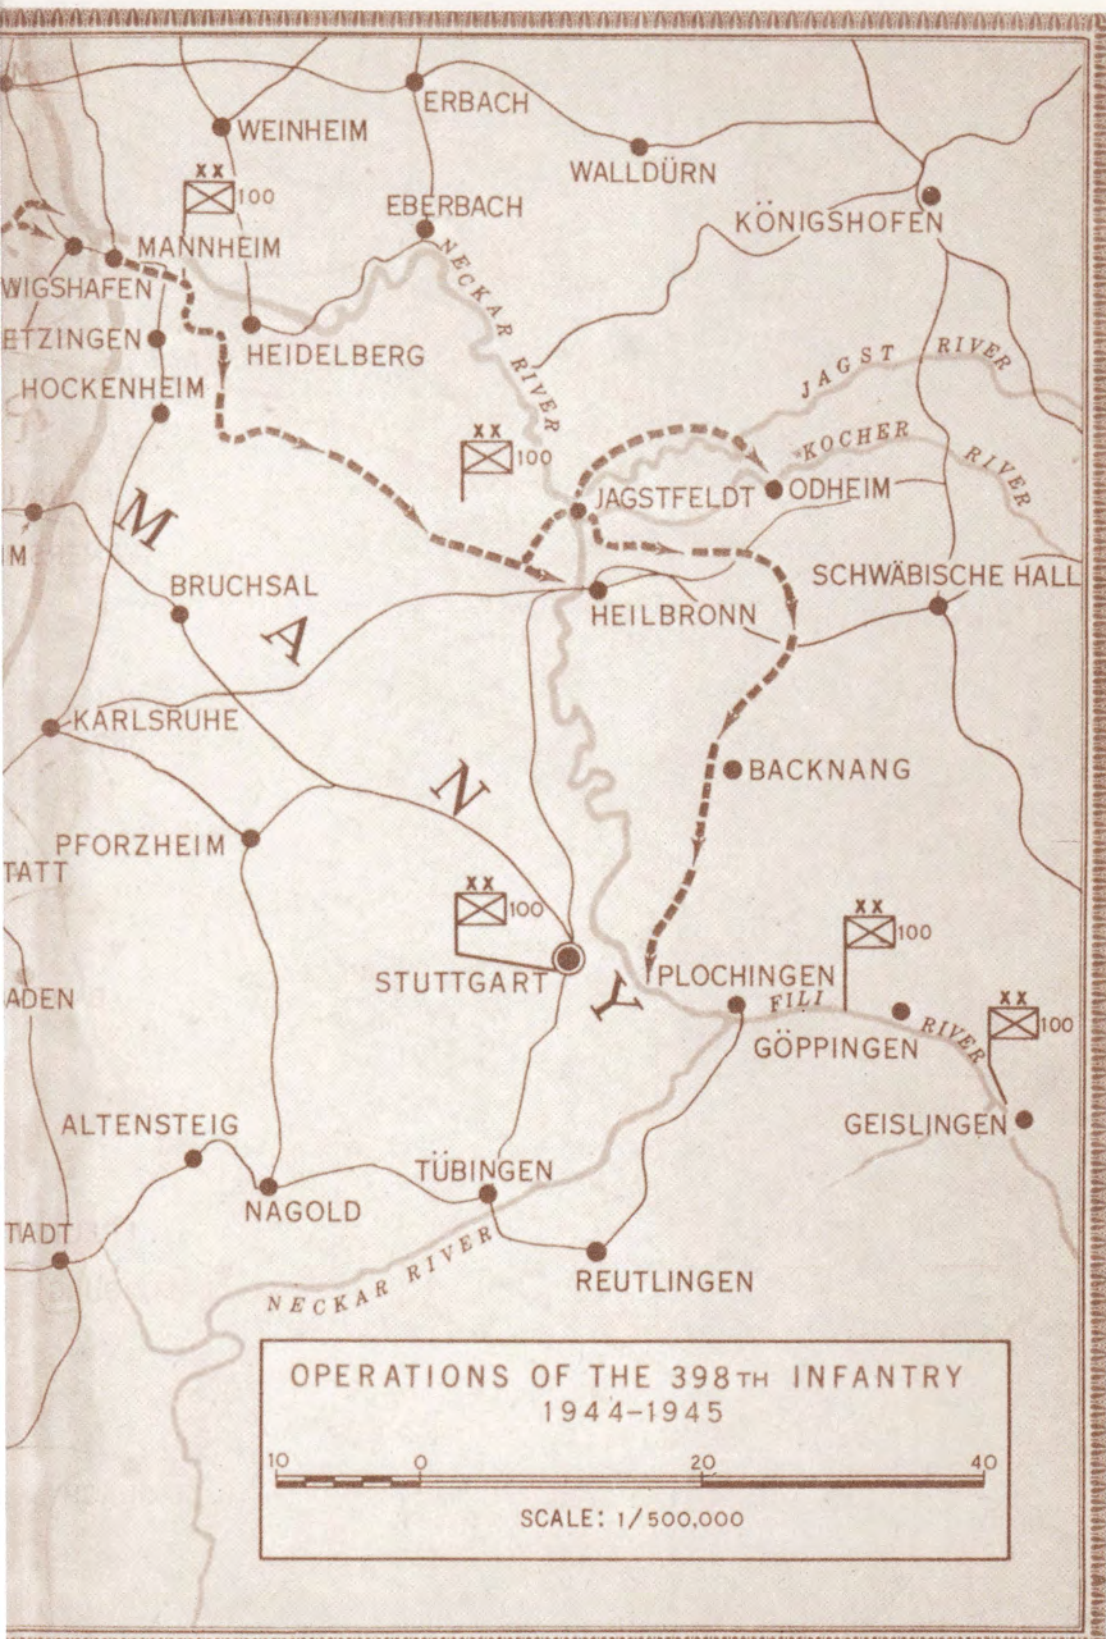 ERBACH
WEINHEIM
WALLDÜRN
XX
100
EBERBACH
KÖNIGSHOFEN
MANNHEIM
WIGSHAFEN
NECKAR RIVER
ETZINGEN
HEIDELBERG
JAGST RIVER
HOCKENHEIM
XX
100
KOCHER RIVER
JAGSTFELDT
ODHEIM
M
IM
BRUCHSAL
SCHWÄBISCHE HALL
HEILBRONN
A
KARLSRUHE
BACKNANG
N
PFORZHEIM
TATT
XX
100
XX
100
STUTTGART
PLOCHINGEN
ADEN
Y
FILI RIVER
XX
100
GÖPPINGEN
ALTENSTEIG
GEISLINGEN
TÜBINGEN
NAGOLD
TADT
NECKAR RIVER
REUTLINGEN
OPERATIONS OF THE 398TH INFANTRY
1944-1945
10 0 20 40
SCALE: 1/500,000